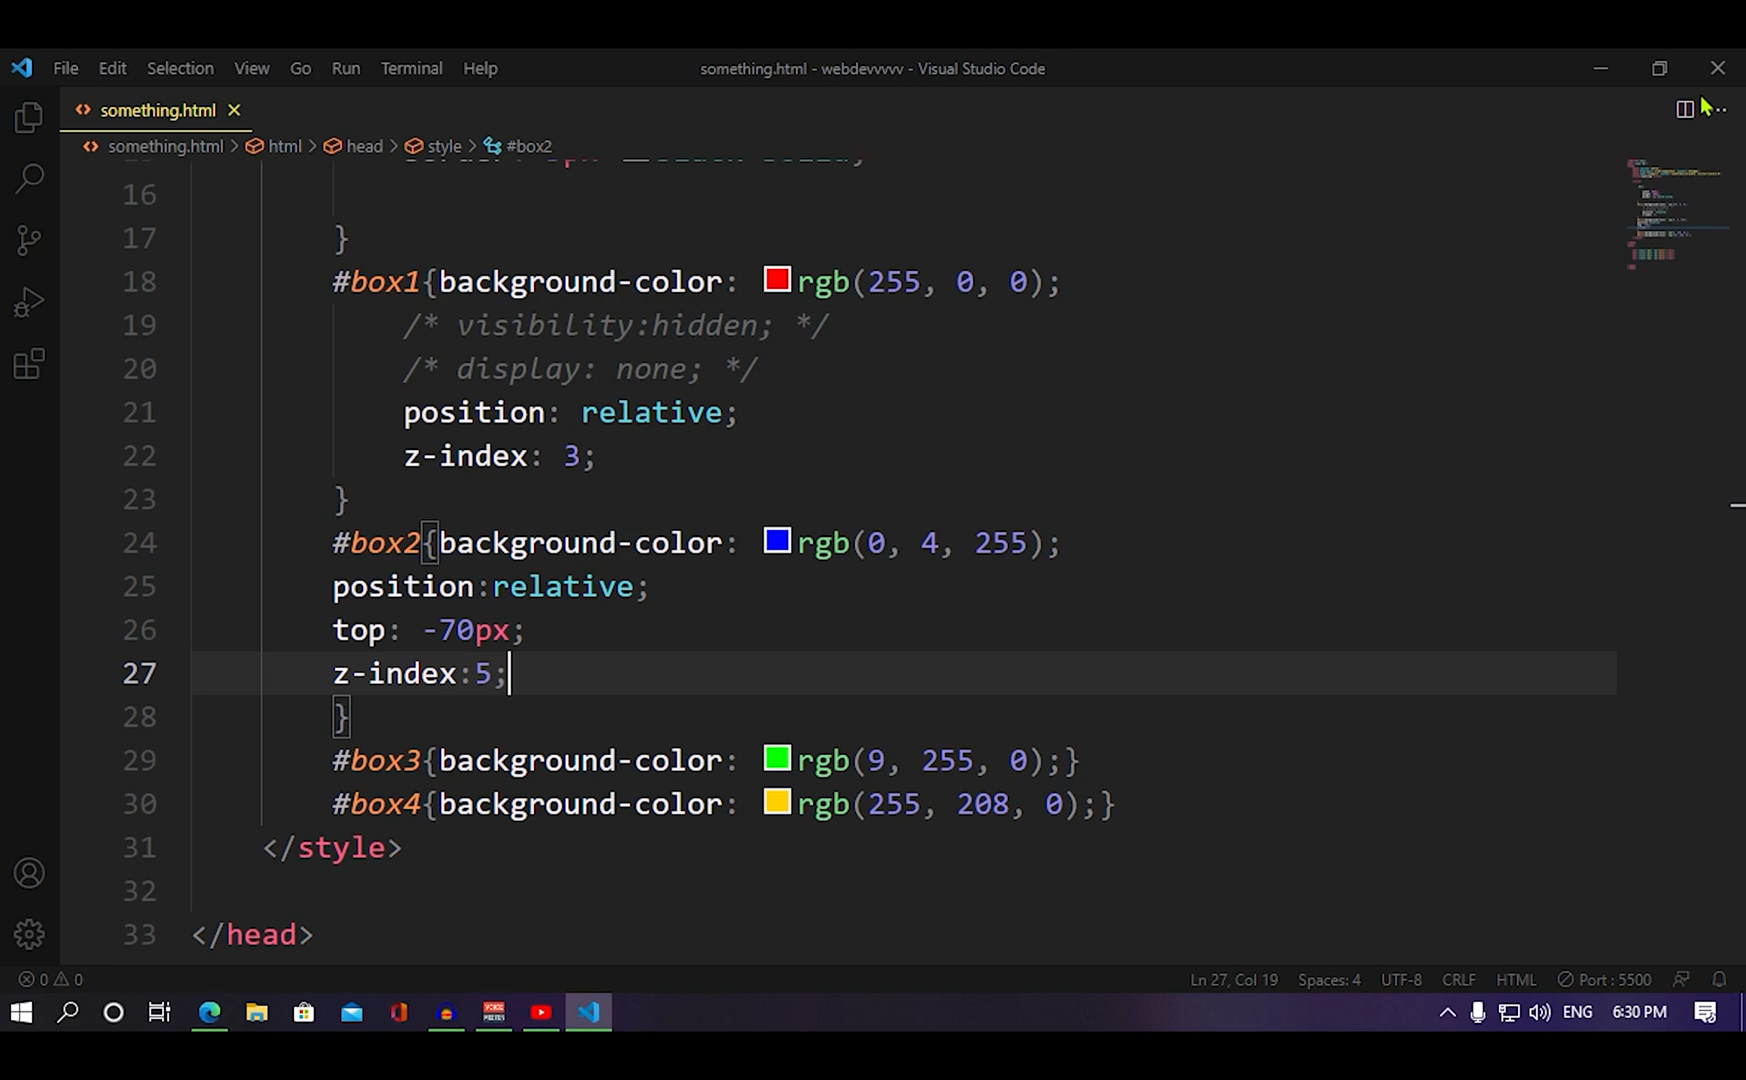 File Edit Selection View Go Run Terminal Help something.html - webdevvvvv - Visual Studio Code
something.html
something.html > html > head > style > #box2
16
17 }
18 #box1{background-color: rgb(255, 0, 0);
19 /* visibility:hidden; */
20 /* display: none; */
21 position: relative;
22 z-index: 3;
23 }
24 #box2{background-color: rgb(0, 4, 255);
25 position:relative;
26 top: -70px;
27 z-index:5;
28 }
29 #box3{background-color: rgb(9, 255, 0);}
30 #box4{background-color: rgb(255, 208, 0);}
31 </style>
32
33 </head>
0 0 Ln 27, Col 19 Spaces: 4 UTF-8 CRLF HTML Port : 5500
ENG 6:30 PM